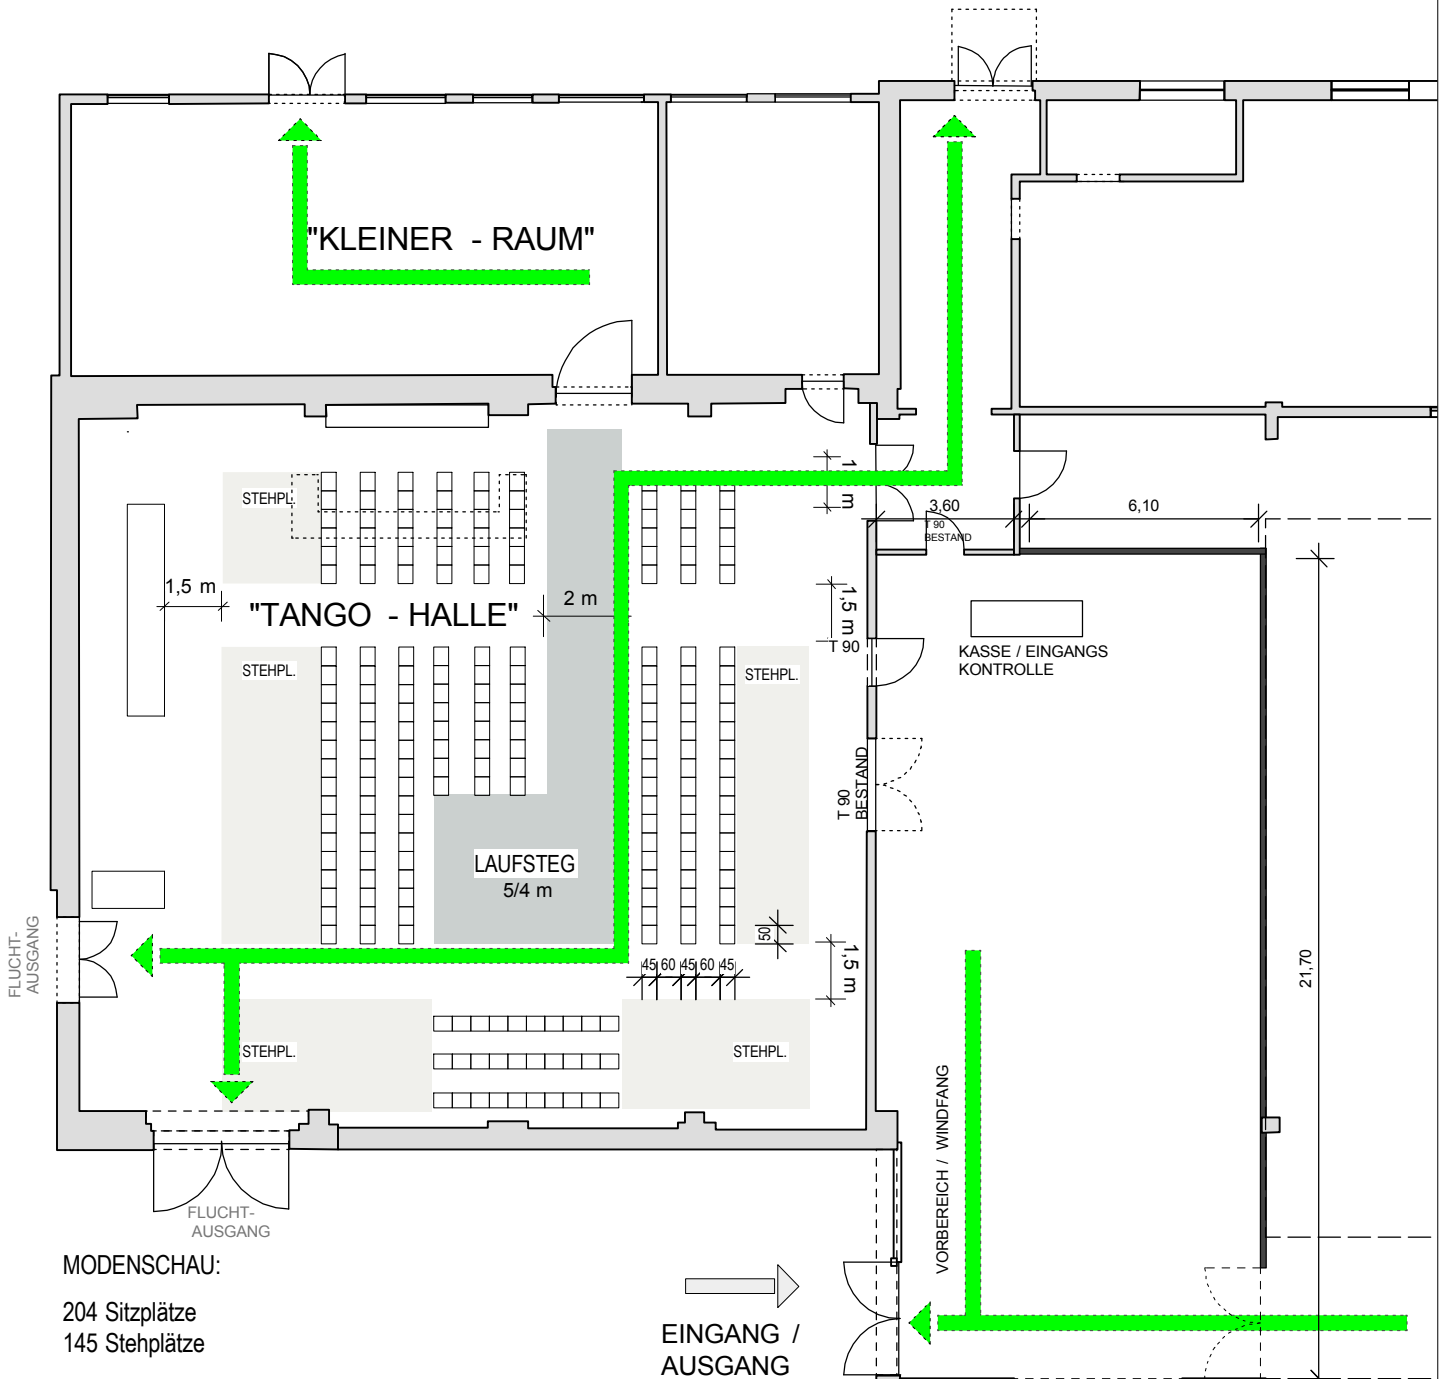 "KLEINER - RAUM"
STEHPL.
1 m
3,60
T 90
BESTAND
6,10
1,5 m
"TANGO - HALLE"
2 m
1,5 m
T 90
KASSE / EINGANGS
KONTROLLE
STEHPL.
STEHPL.
T 90
BESTAND
LAUFSTEG
5/4 m
FLUCHT-
AUSGANG
50
45 60 45 60 45
1,5 m
21,70
STEHPL.
STEHPL.
VORBEREICH / WINDFANG
FLUCHT-
AUSGANG
MODENSCHAU:
204 Sitzplätze
145 Stehplätze
EINGANG /
AUSGANG